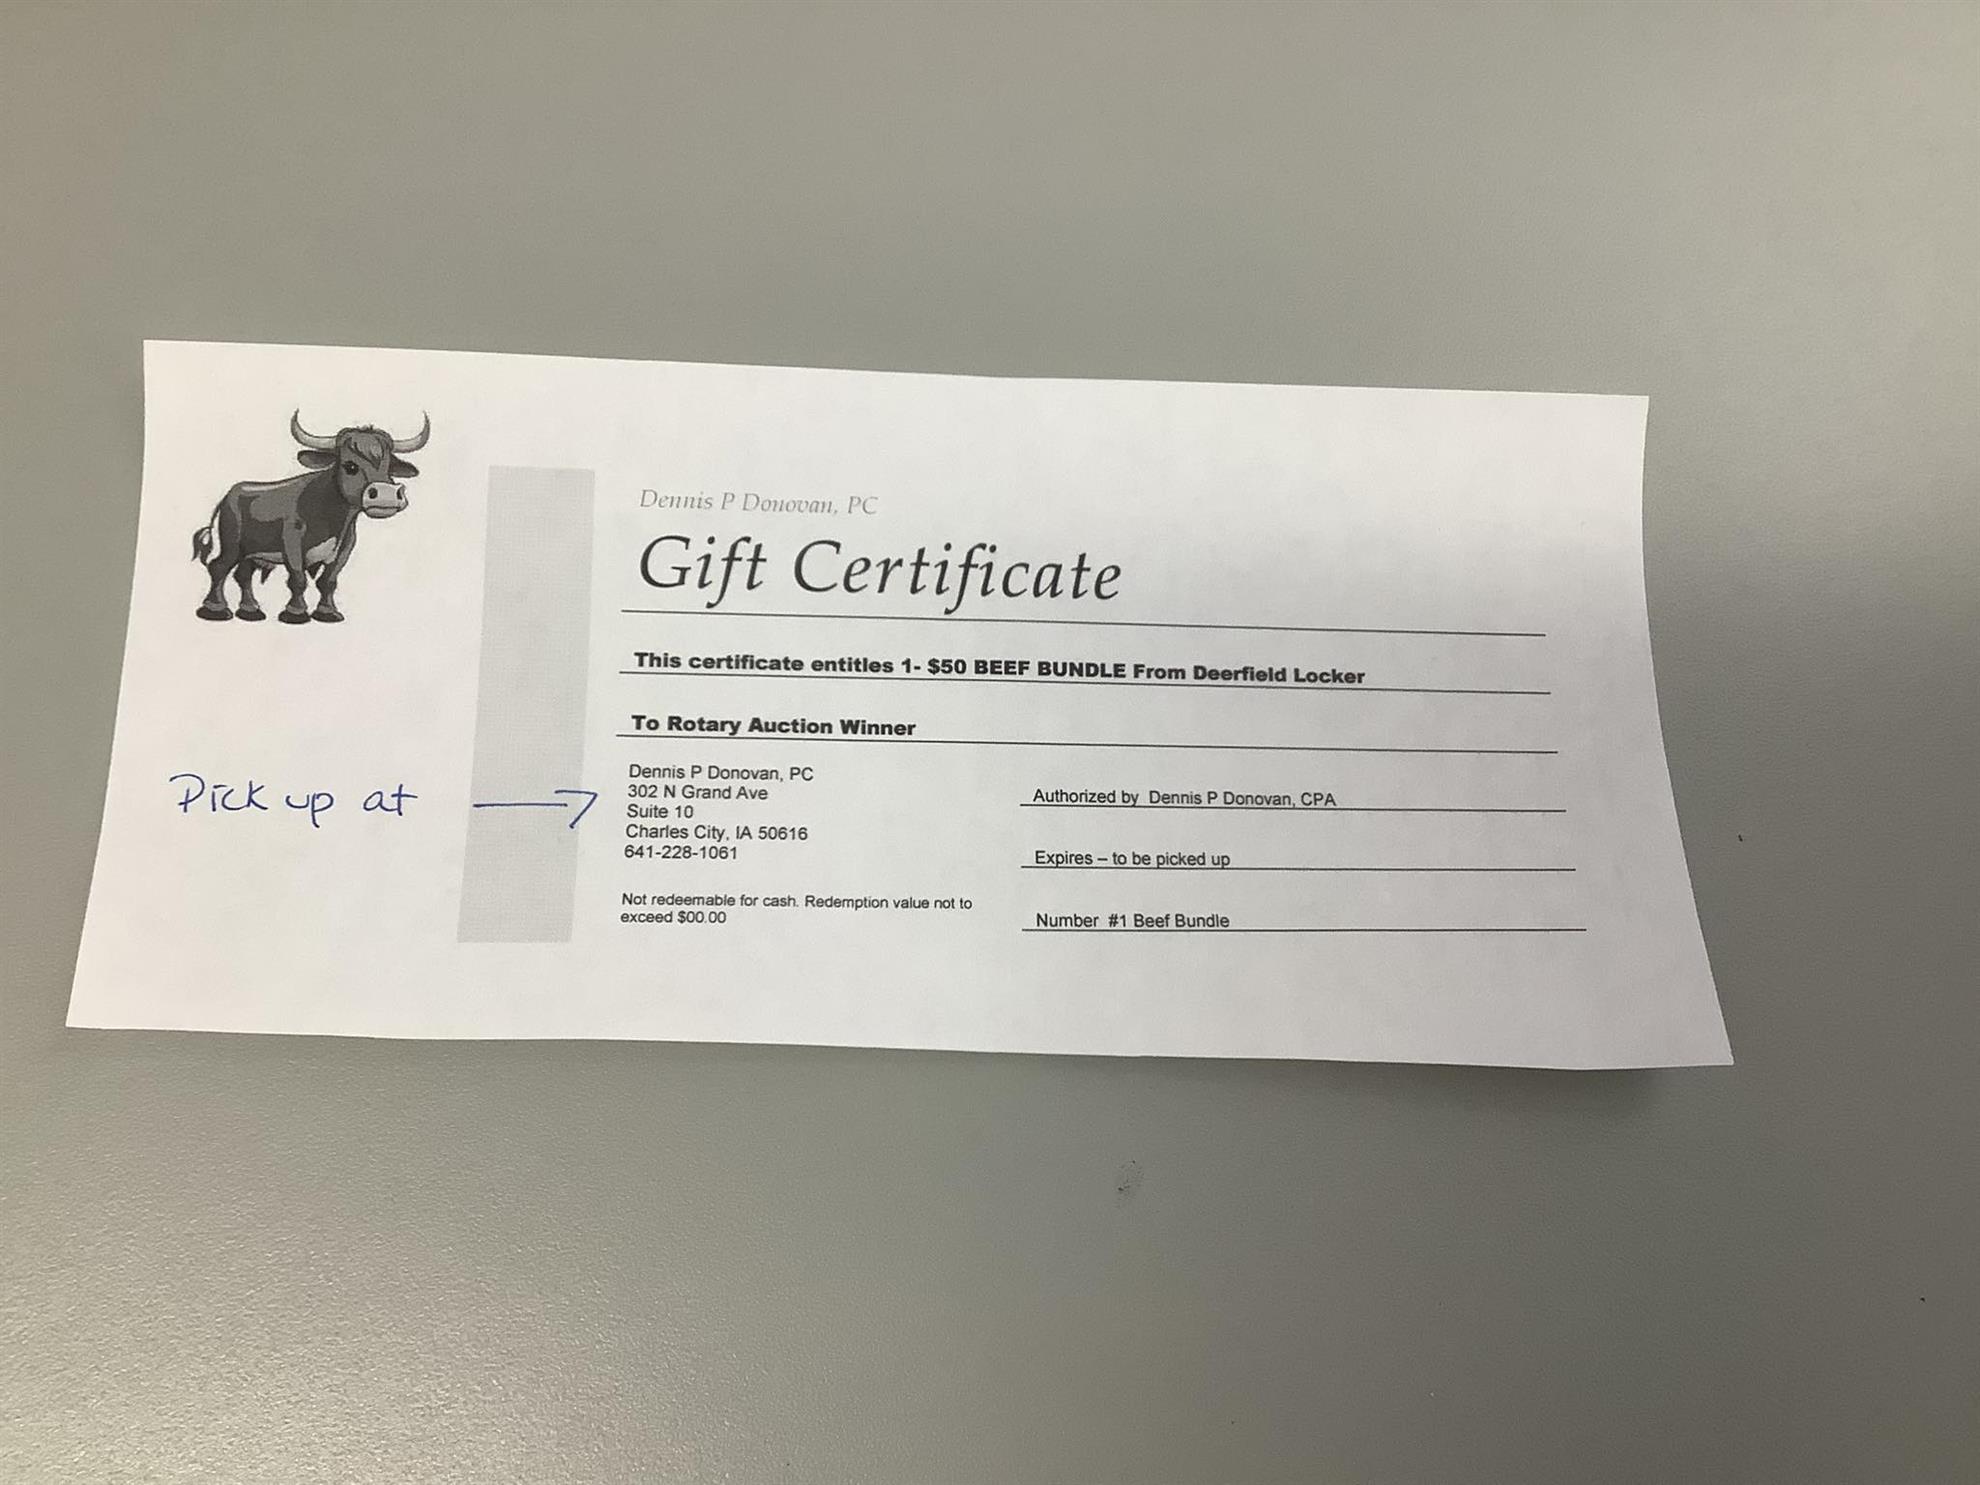 Dennis P Donovan, PC
Gift Certificate
This certificate entitles 1- $50 BEEF BUNDLE From Deerfield Locker
To Rotary Auction Winner
Pick up at
Dennis P Donovan, PC
302 N Grand Ave
Suite 10
Charles City, IA 50616
641-228-1061
Not redeemable for cash. Redemption value not to
exceed $00.00
Authorized by Dennis P Donovan, CPA
Expires – to be picked up
Number #1 Beef Bundle